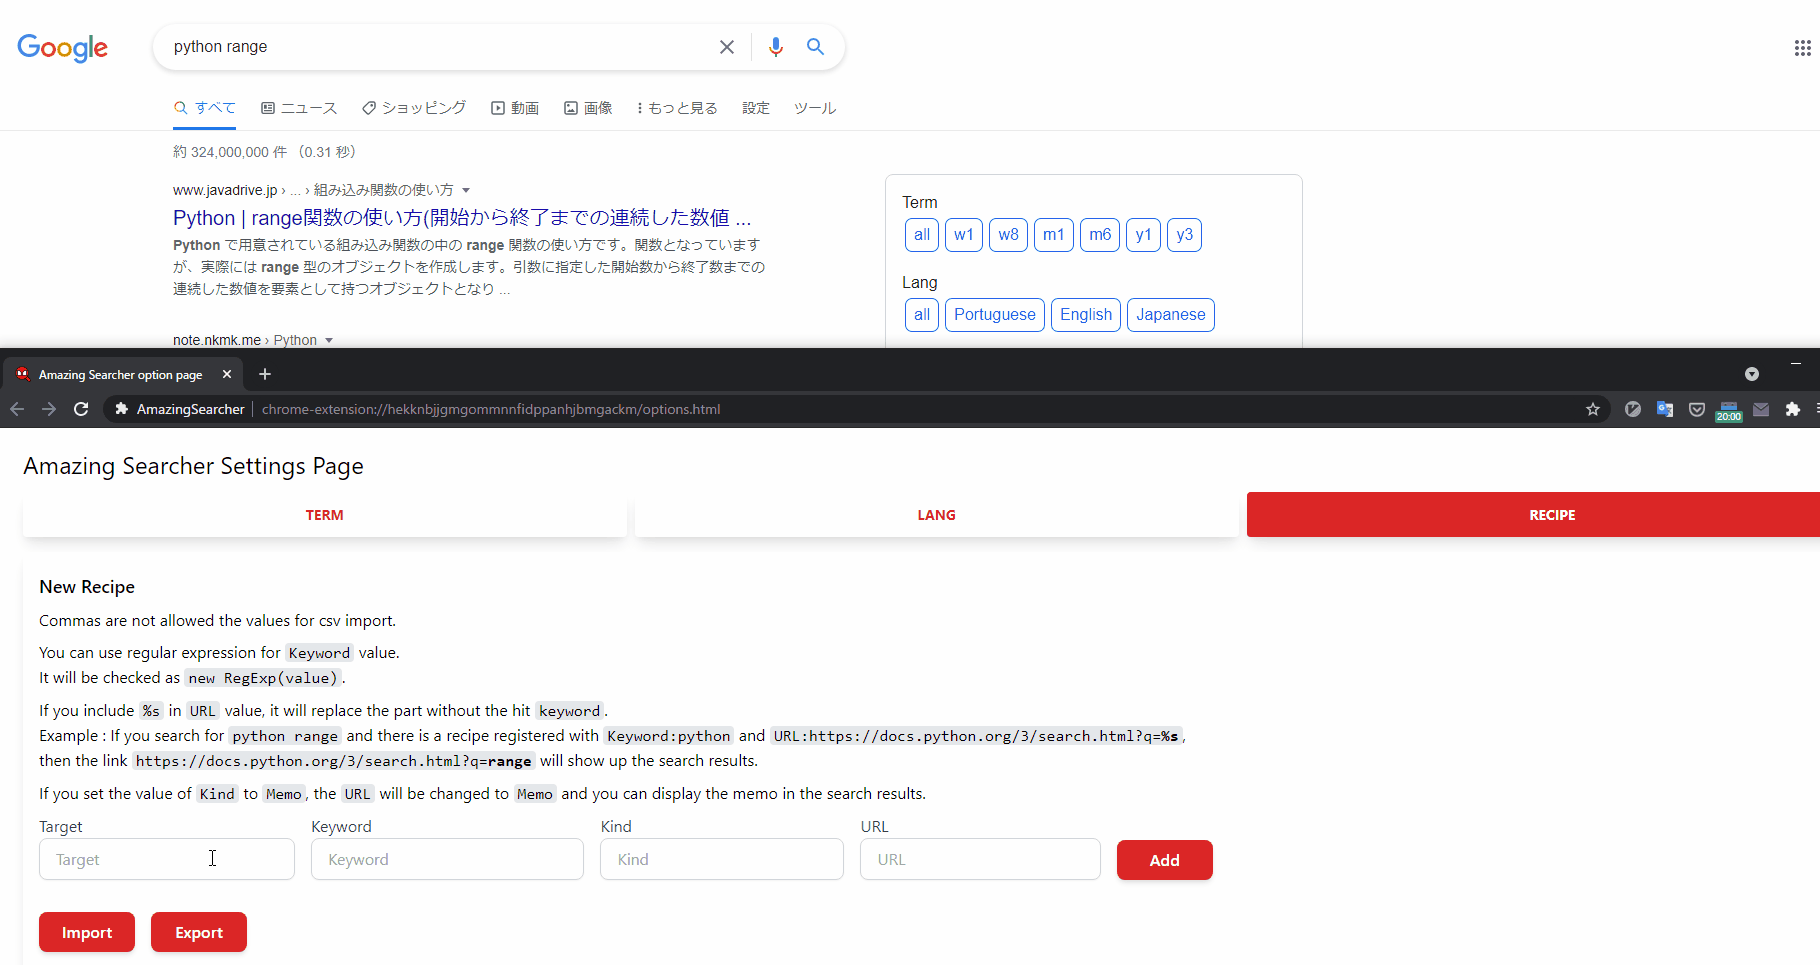 Google
python range
すべて ニュース ショッピング 動画 画像 もっと見る 設定 ツール
約 324,000,000 件 （0.31 秒）
www.javadrive.jp › ... › 組み込み関数の使い方
Python | range関数の使い方(開始から終了までの連続した数値 ...
Python で用意されている組み込み関数の中の range 関数の使い方です。関数となっています
が、実際には range 型のオブジェクトを作成します。引数に指定した開始数から終了数までの
連続した数値を要素として持つオブジェクトとなり ...
note.nkmk.me › Python
Term
all w1 w8 m1 m6 y1 y3
Lang
all Portuguese English Japanese
Amazing Searcher option page
AmazingSearcher chrome-extension://hekknbjjgmgommnnfidppanhjbmgackm/options.html
20:00
Amazing Searcher Settings Page
TERM LANG RECIPE
New Recipe
Commas are not allowed the values for csv import.
You can use regular expression for Keyword value.
It will be checked as new RegExp(value).
If you include %s in URL value, it will replace the part without the hit keyword.
Example : If you search for python range and there is a recipe registered with Keyword:python and URL:https://docs.python.org/3/search.html?q=%s,
then the link https://docs.python.org/3/search.html?q=range will show up the search results.
If you set the value of Kind to Memo, the URL will be changed to Memo and you can display the memo in the search results.
Target Keyword Kind URL
Target Keyword Kind URL Add
Import Export